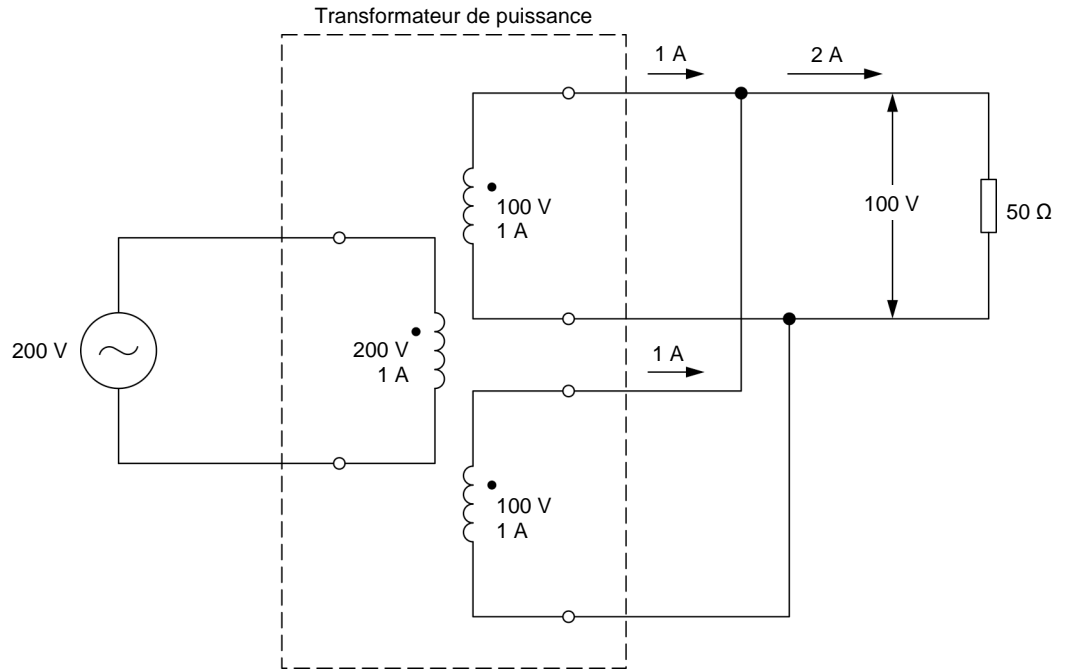 Transformateur de puissance
1 A
2 A
100 V
1 A
100 V
50 Ω
200 V
200 V
1 A
1 A
100 V
1 A